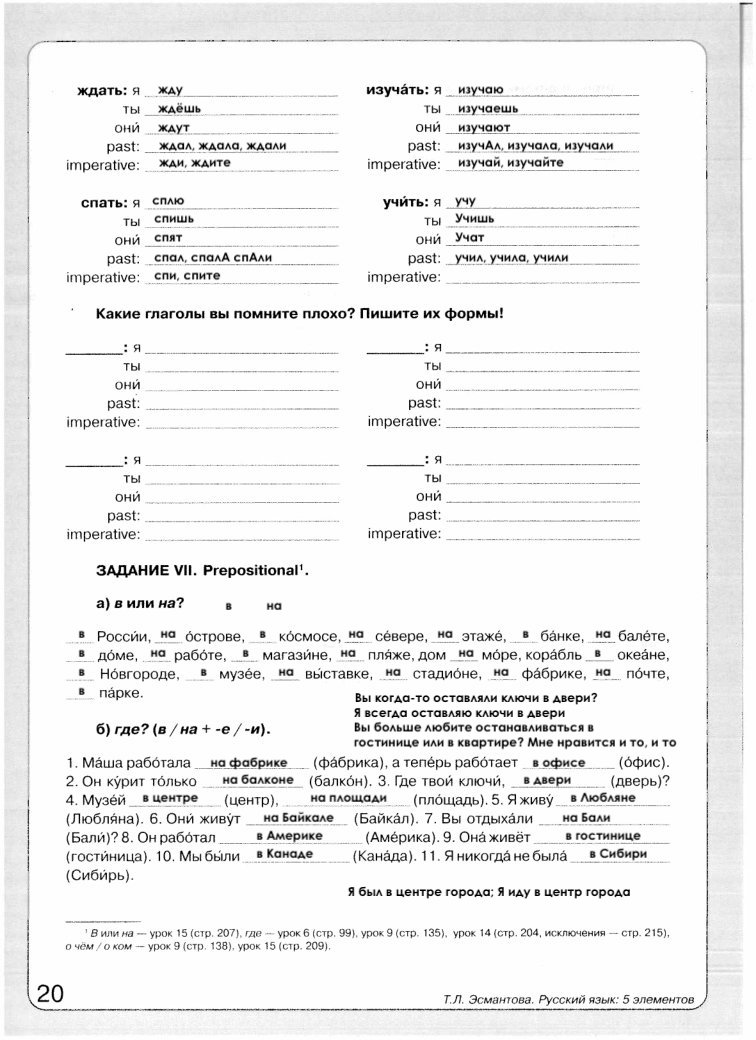 ждать: я жду изуча́ть: я изучаю
ты ждёшь ты изучаешь
они́ ждут они́ изучают
past: ждал, ждала, ждали past: изучАл, изучала, изучали
imperative: жди, ждите imperative: изучай, изучайте
спать: я сплю учи́ть: я учу
ты спишь ты Учишь
они́ спят они́ Учат
past: спал, спалА спАли past: учил, учила, учили
imperative: спи, спите imperative:
Какие глаголы вы помните плохо? Пишите их формы!
: я : я
ты ты
они́ они́
past: past:
imperative: imperative:
: я : я
ты ты
они́ они́
past: past:
imperative: imperative:
ЗАДАНИЕ VII. Prepositional¹.
а) в или на? в на
в Росси́и, на о́строве, в ко́смосе, на се́вере, на этаже́, в ба́нке, на бале́те,
в до́ме, на рабо́те, в магази́не, на пля́же, дом на мо́ре, кора́бль в океа́не,
в Но́вгороде, в музе́е, на вы́ставке, на стадио́не, на фа́брике, на по́чте,
в па́рке.
Вы когда-то оставляли ключи в двери?
Я всегда оставляю ключи в двери
б) где? (в / на + -е / -и). Вы больше любите останавливаться в
гостинице или в квартире? Мне нравится и то, и то
1. Ма́ша рабо́тала на фабрике (фа́брика), а тепе́рь рабо́тает в офисе (о́фис).
2. Он ку́рит то́лько на балконе (балко́н). 3. Где твои́ ключи́, в двери (дверь)?
4. Музе́й в центре (центр), на площади (пло́щадь). 5. Я живу́ в Любляне
(Любля́на). 6. Они́ живу́т на Байкале (Байка́л). 7. Вы отдыха́ли на Бали
(Бали́)? 8. Он рабо́тал в Америке (Аме́рика). 9. Она́ живёт в гостинице
(гости́ница). 10. Мы бы́ли в Канаде (Кана́да). 11. Я никогда́ не была́ в Сибири
(Сиби́рь).
Я был в центре города; Я иду в центр города
¹ В или на — урок 15 (стр. 207), где — урок 6 (стр. 99), урок 9 (стр. 135), урок 14 (стр. 204, исключения — стр. 215),
о чём / о ком — урок 9 (стр. 138), урок 15 (стр. 209).
20
Т.Л. Эсмантова. Русский язык: 5 элементов